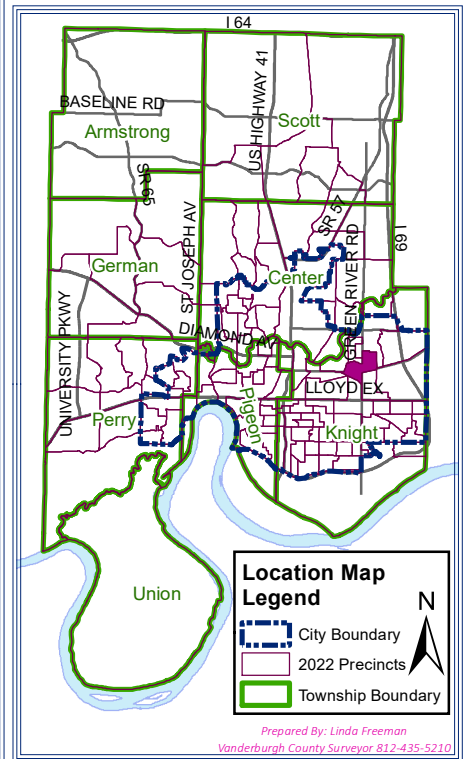 I 64
US HIGHWAY 41
BASELINE RD
Scott
Armstrong
SR 65
ST JOSEPH AV
SR 57
GREEN RIVER RD
I 69
German
Center
UNIVERSITY PKWY
DIAMOND AV
LLOYD EX
Perry
Pigeon
Knight
Union
Location Map
Legend
N
City Boundary
2022 Precincts
Township Boundary
Prepared By: Linda Freeman
Vanderburgh County Surveyor 812-435-5210